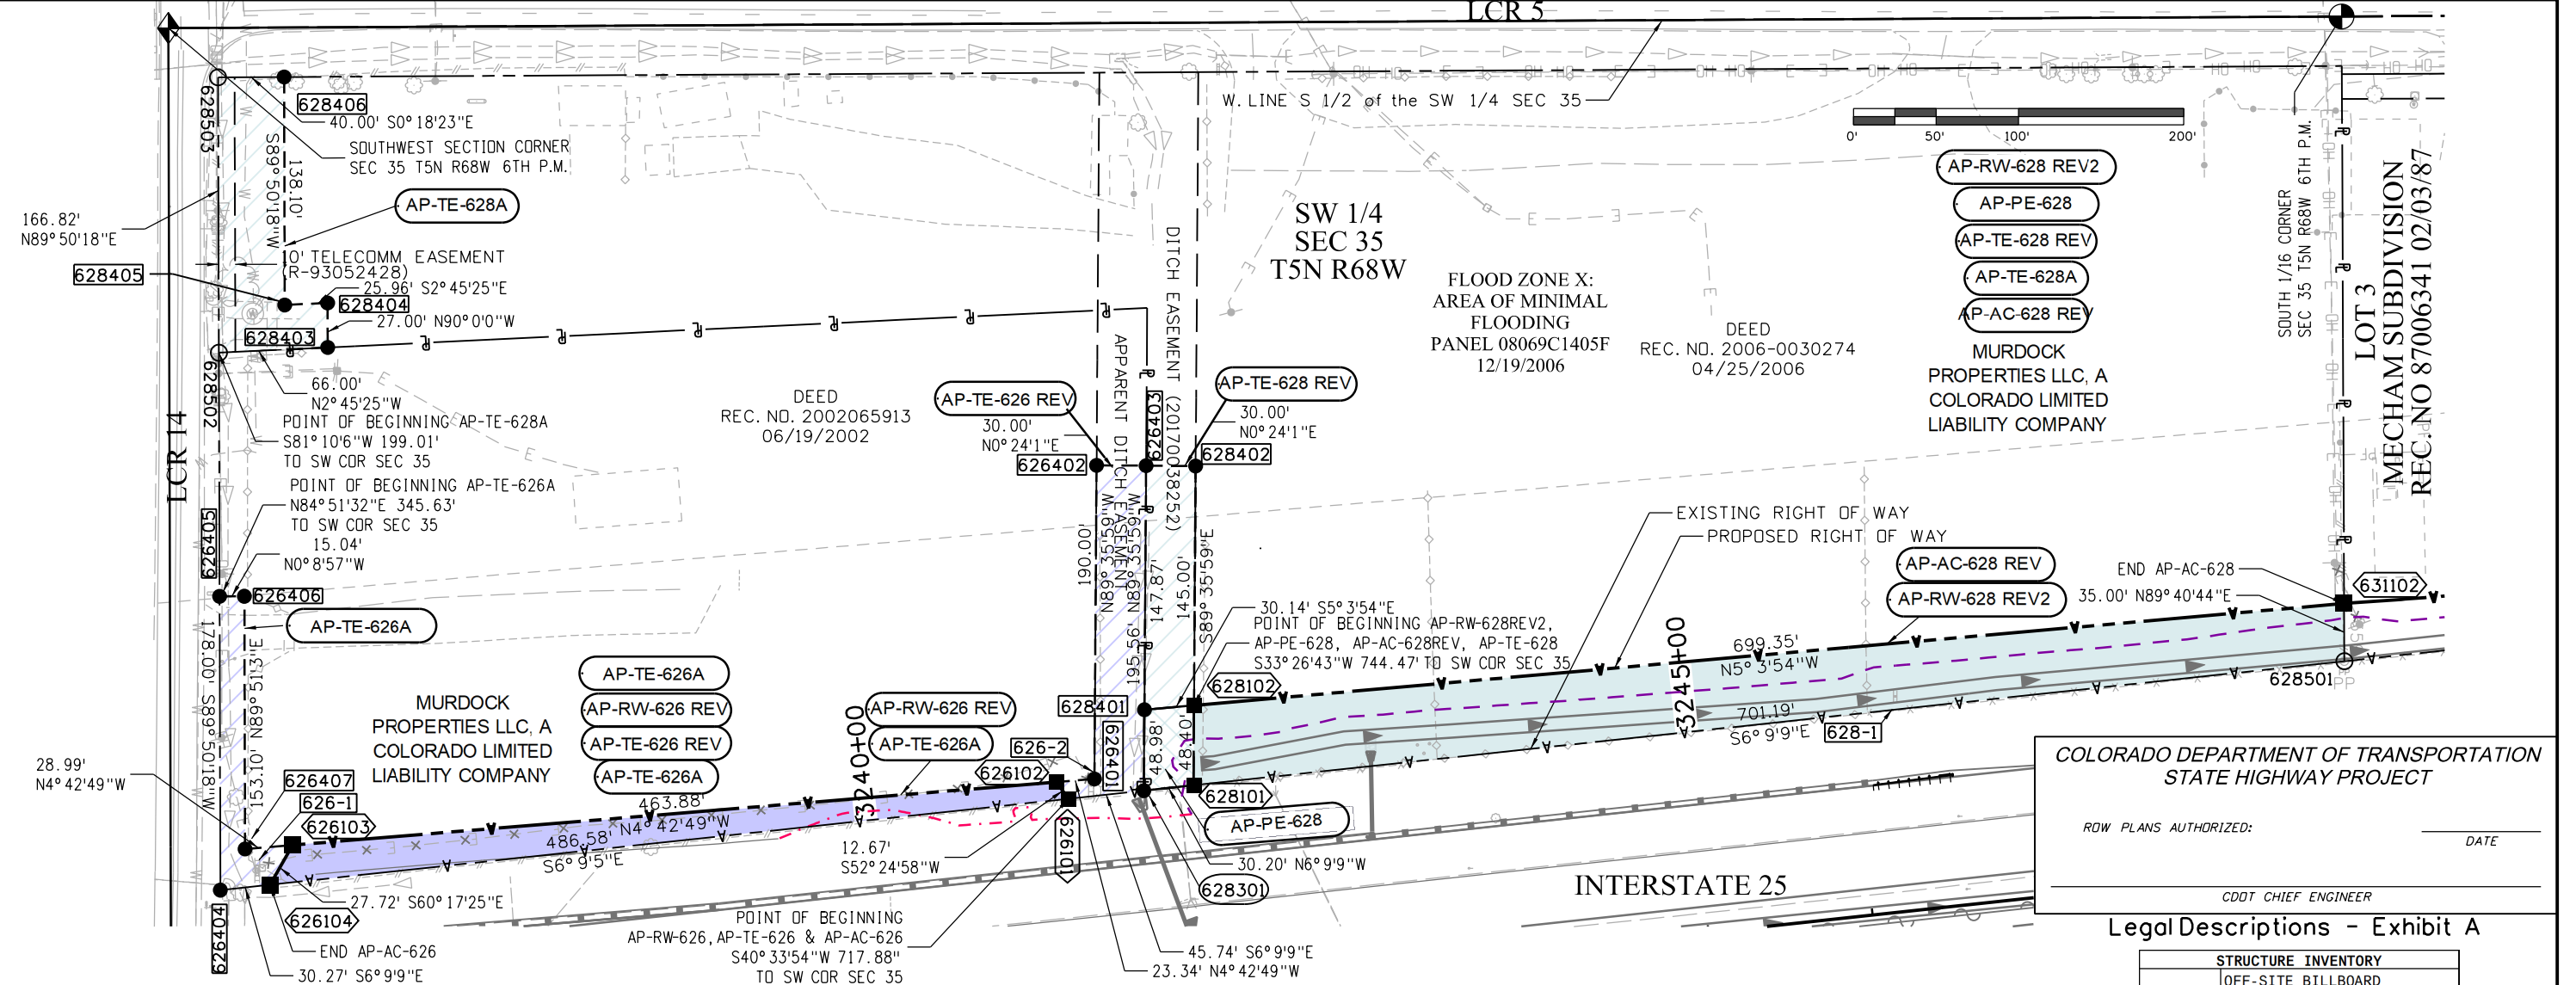 LCR 5
628503
628406
40.00' S0°18'23"E
SOUTHWEST SECTION CORNER
SEC 35 T5N R68W 6TH P.M.
S89°50'18"W
138.10'
AP-TE-628A
166.82'
N89°50'18"E
628405
10' TELECOMM EASEMENT
(R-93052428)
25.96' S2°45'25"E
628404
27.00' N90°0'0"W
628403
628502
66.00'
N2°45'25"W
POINT OF BEGINNING AP-TE-628A
S81°10'6"W 199.01'
TO SW COR SEC 35
LCR 14
POINT OF BEGINNING AP-TE-626A
N84°51'32"E 345.63'
TO SW COR SEC 35
626405
15.04'
N0°8'57"W
626406
AP-TE-626A
178.00' S89°50'18"W
153.10' N89°51'3"E
28.99'
N4°42'49"W
626407
626-1
626103
626104
626404
27.72' S60°17'25"E
END AP-AC-626
30.27' S6°9'9"E
MURDOCK
PROPERTIES LLC, A
COLORADO LIMITED
LIABILITY COMPANY
AP-TE-626A
AP-RW-626 REV
AP-TE-626 REV
AP-TE-626A
463.88'
N4°42'49"W
486.58'
S6°9'5"E
3240+00
AP-RW-626 REV
AP-TE-626A
626-2
626102
626401
626101
12.67'
S52°24'58"W
POINT OF BEGINNING
AP-RW-626, AP-TE-626 & AP-AC-626
S40°33'54"W 717.88"
TO SW COR SEC 35
45.74' S6°9'9"E
23.34' N4°42'49"W
DEED
REC. NO. 2002065913
06/19/2002
AP-TE-626 REV
30.00'
N0°24'1"E
626402
626403
APPARENT DITCH EASEMENT
DITCH EASEMENT (20170038252)
AP-TE-628 REV
30.00'
N0°24'1"E
628402
190.00'
N89°35'59"W
195.56' N89°35'59"W
147.87'
145.00'
S89°35'59"E
628401
48.98'
48.40'
30.14' S5°3'54"E
POINT OF BEGINNING AP-RW-628REV2,
AP-PE-628, AP-AC-628REV, AP-TE-628
S33°26'43"W 744.47' TO SW COR SEC 35
628102
628101
AP-PE-628
30.20' N6°9'9"W
628301
W. LINE S 1/2 of the SW 1/4 SEC 35
SW 1/4
SEC 35
T5N R68W
FLOOD ZONE X:
AREA OF MINIMAL
FLOODING
PANEL 08069C1405F
12/19/2006
DEED
REC. NO. 2006-0030274
04/25/2006
0' 50' 100' 200'
AP-RW-628 REV2
AP-PE-628
AP-TE-628 REV
AP-TE-628A
AP-AC-628 REV
MURDOCK
PROPERTIES LLC, A
COLORADO LIMITED
LIABILITY COMPANY
SOUTH 1/16 CORNER
SEC 35 T5N R68W 6TH P.M.
LOT 3
MECHAM SUBDIVISION
REC. NO 87006341 02/03/87
EXISTING RIGHT OF WAY
PROPOSED RIGHT OF WAY
AP-AC-628 REV
AP-RW-628 REV2
END AP-AC-628
35.00' N89°40'44"E
631102
699.35'
N5°3'54"W
3245+00
701.19'
S6°9'9"E
628-1
628501
PP
INTERSTATE 25
COLORADO DEPARTMENT OF TRANSPORTATION
STATE HIGHWAY PROJECT
ROW PLANS AUTHORIZED:
DATE
CDOT CHIEF ENGINEER
Legal Descriptions - Exhibit A
STRUCTURE INVENTORY
OFF-SITE BILLBOARD